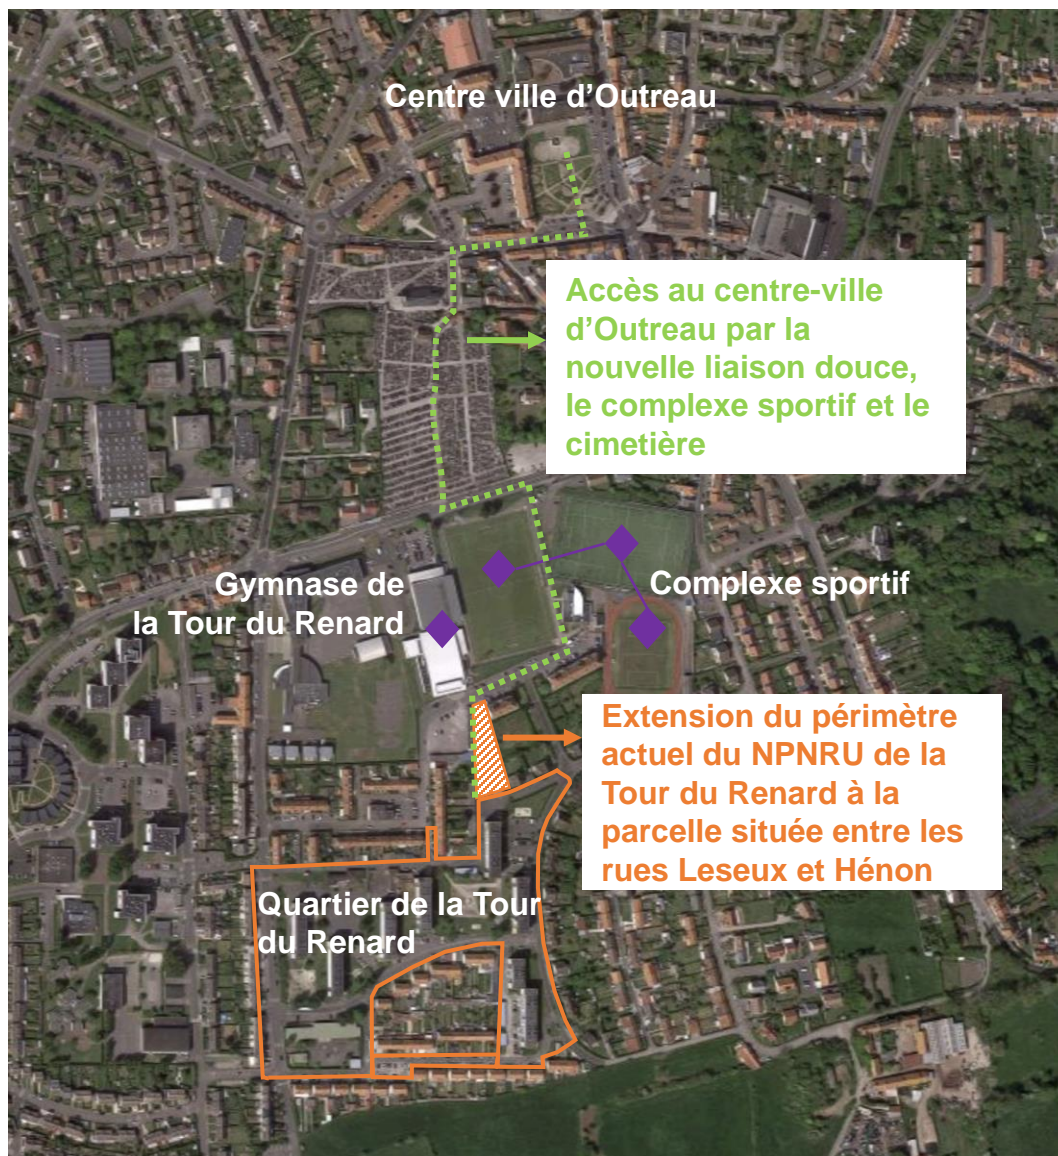 Centre ville d'Outreau
Accès au centre-ville
d'Outreau par la
nouvelle liaison douce,
le complexe sportif et le
cimetière
Gymnase de
la Tour du Renard
Complexe sportif
Extension du périmètre
actuel du NPNRU de la
Tour du Renard à la
parcelle située entre les
rues Leseux et Hénon
Quartier de la Tour
du Renard